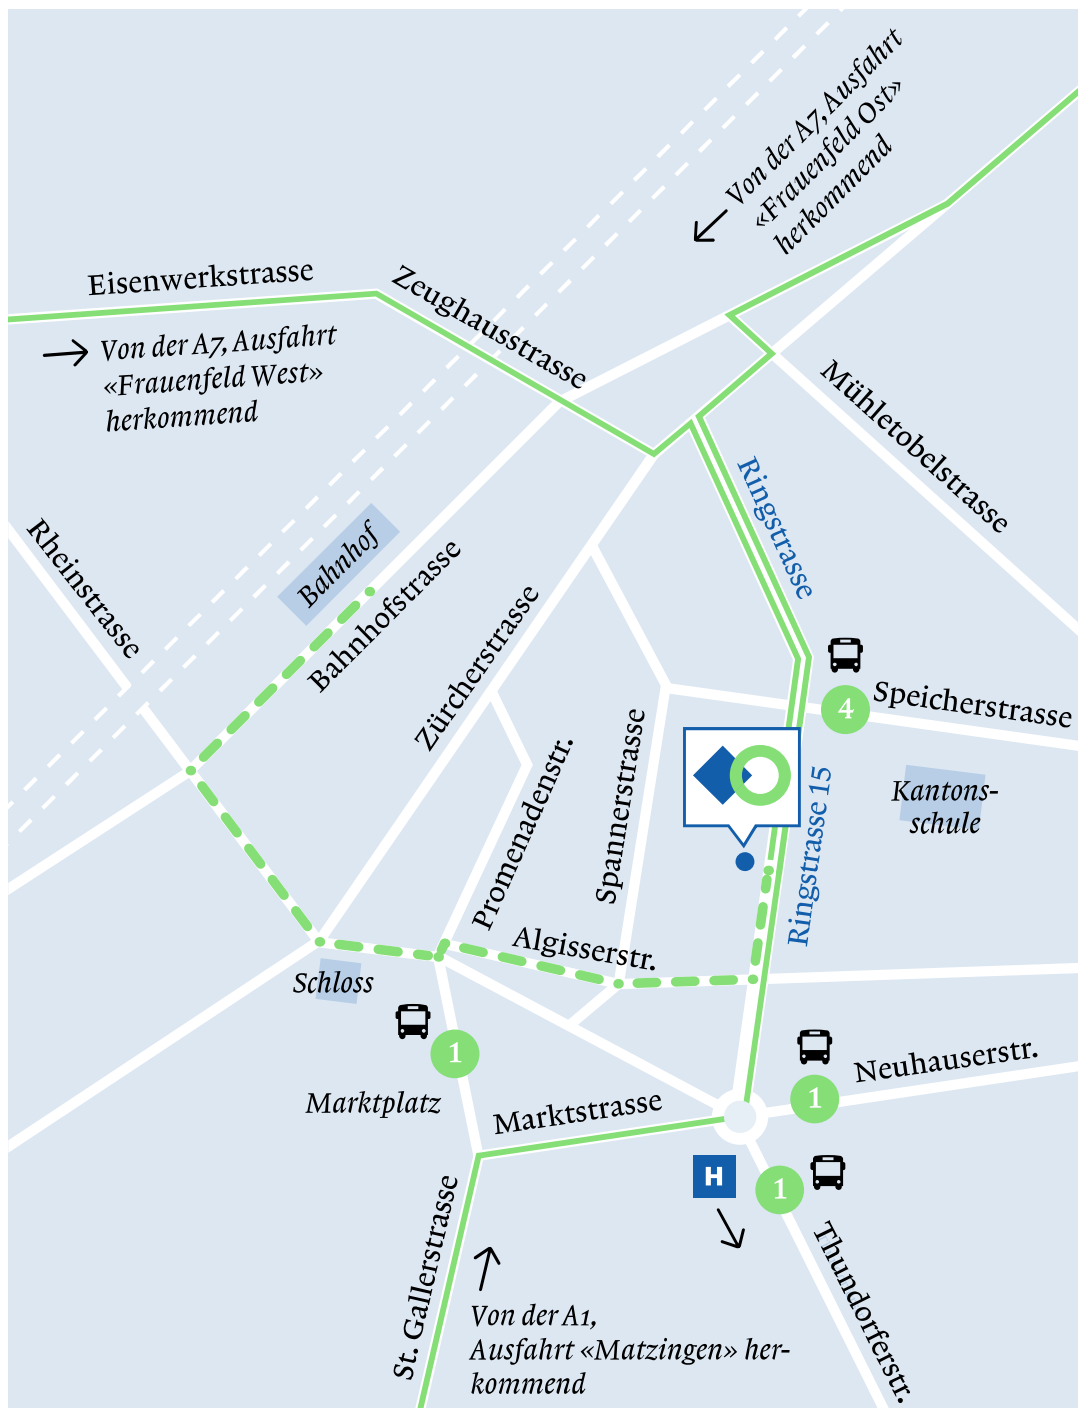 Von der A7, Ausfahrt
«Frauenfeld Ost»
herkommend
Eisenwerkstrasse
Zeughausstrasse
Von der A7, Ausfahrt
«Frauenfeld West»
herkommend
Mühletobelstrasse
Ringstrasse
Rheinstrasse
Bahnhof
Bahnhofstrasse
Zürcherstrasse
4
Speicherstrasse
Spannerstrasse
Promenadenstr.
Ringstrasse 15
Kantons-
schule
Algisserstr.
Schloss
1
Marktplatz
Marktstrasse
Neuhauserstr.
1
H
1
St. Gallerstrasse
Thundorferstr.
Von der A1,
Ausfahrt «Matzingen» her-
kommend